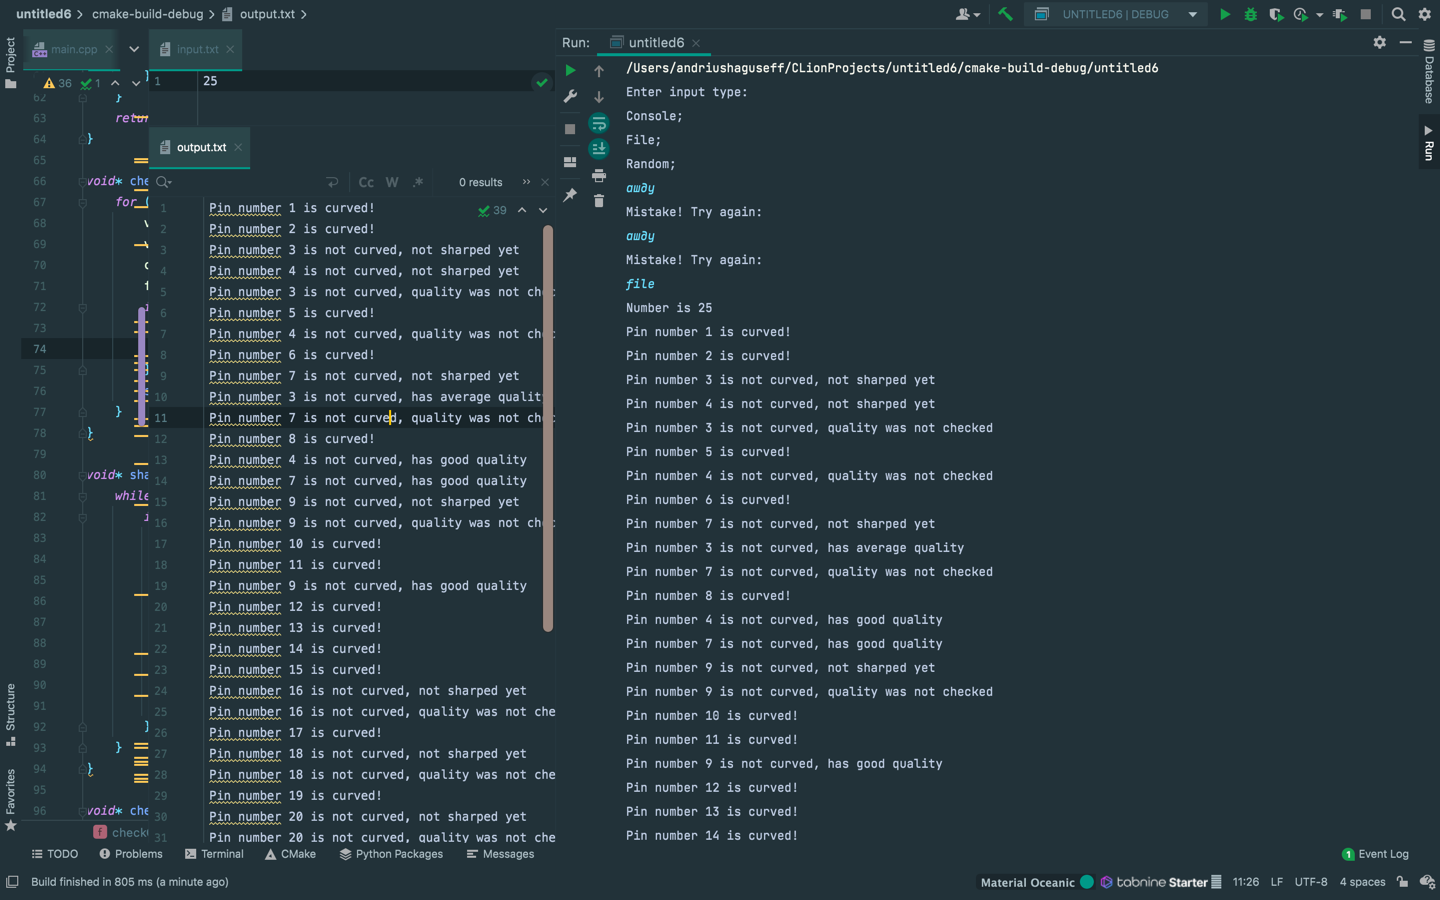 untitled6 cmake-build-debug output.txt
UNTITLED6 | DEBUG
Project
main.cpp
input.txt
36 1
1 25
62 }
63
64 }
65
66 void*
67 for (
68
69
70
71
72
73
74
75
76
77 }
78 }
79
80 void*
81 while
82
83
84
85
86
87
88
89
90
91
92
93 }
94 }
95
96 void*
output.txt
Cc W .* 0 results
39
1 Pin number 1 is curved!
2 Pin number 2 is curved!
3 Pin number 3 is not curved, not sharped yet
4 Pin number 4 is not curved, not sharped yet
5 Pin number 3 is not curved, quality was not
6 Pin number 5 is curved!
7 Pin number 4 is not curved, quality was not
8 Pin number 6 is curved!
9 Pin number 7 is not curved, not sharped yet
10 Pin number 3 is not curved, has average
11 Pin number 7 is not curved, quality was not
12 Pin number 8 is curved!
13 Pin number 4 is not curved, has good quality
14 Pin number 7 is not curved, has good quality
15 Pin number 9 is not curved, not sharped yet
16 Pin number 9 is not curved, quality was not
17 Pin number 10 is curved!
18 Pin number 11 is curved!
19 Pin number 9 is not curved, has good quality
20 Pin number 12 is curved!
21 Pin number 13 is curved!
22 Pin number 14 is curved!
23 Pin number 15 is curved!
24 Pin number 16 is not curved, not sharped yet
25 Pin number 16 is not curved, quality was not che
26 Pin number 17 is curved!
27 Pin number 18 is not curved, not sharped yet
28 Pin number 18 is not curved, quality was not che
29 Pin number 19 is curved!
30 Pin number 20 is not curved, not sharped yet
31 Pin number 20 is not curved, quality was not che
Run: untitled6
/Users/andriushaguseff/CLionProjects/untitled6/cmake-build-debug/untitled6
Enter input type:
Console;
File;
Random;
ашду
Mistake! Try again:
ашду
Mistake! Try again:
file
Number is 25
Pin number 1 is curved!
Pin number 2 is curved!
Pin number 3 is not curved, not sharped yet
Pin number 4 is not curved, not sharped yet
Pin number 3 is not curved, quality was not checked
Pin number 5 is curved!
Pin number 4 is not curved, quality was not checked
Pin number 6 is curved!
Pin number 7 is not curved, not sharped yet
Pin number 3 is not curved, has average quality
Pin number 7 is not curved, quality was not checked
Pin number 8 is curved!
Pin number 4 is not curved, has good quality
Pin number 7 is not curved, has good quality
Pin number 9 is not curved, not sharped yet
Pin number 9 is not curved, quality was not checked
Pin number 10 is curved!
Pin number 11 is curved!
Pin number 9 is not curved, has good quality
Pin number 12 is curved!
Pin number 13 is curved!
Pin number 14 is curved!
Database
Run
Structure
Favorites
TODO Problems Terminal CMake Python Packages Messages
1 Event Log
Build finished in 805 ms (a minute ago)
Material Oceanic tabnine Starter 11:26 LF UTF-8 4 spaces